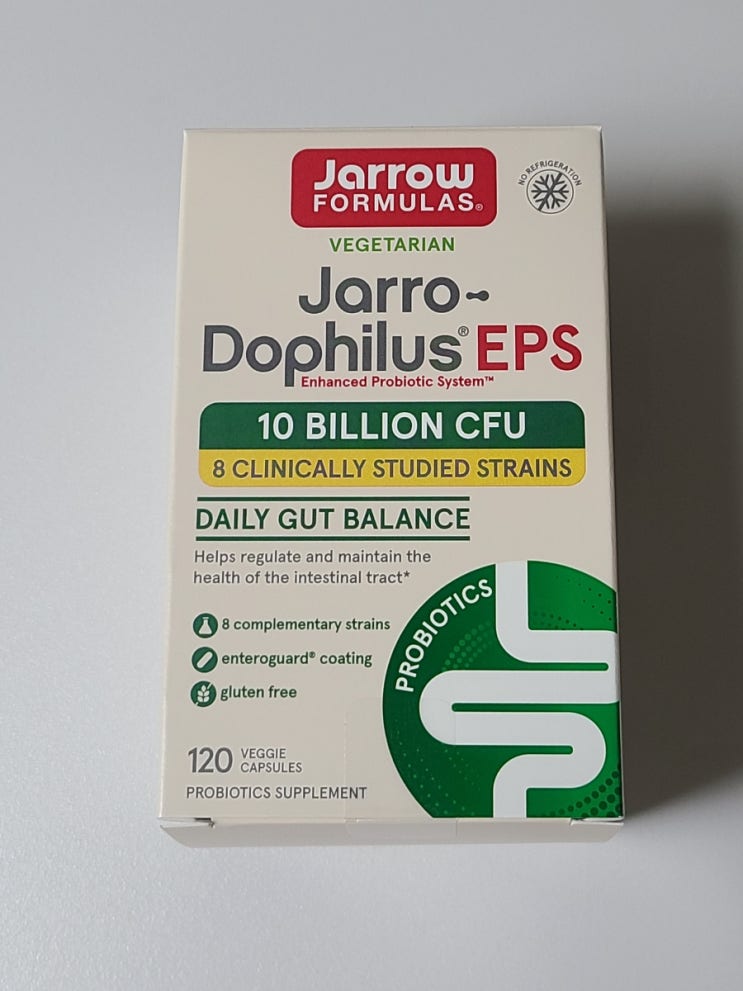 Jarrow
FORMULAS®
NO REFRIGERATION
VEGETARIAN
Jarro-
Dophilus® EPS
Enhanced Probiotic System™
10 BILLION CFU
8 CLINICALLY STUDIED STRAINS
DAILY GUT BALANCE
Helps regulate and maintain the
health of the intestinal tract*
PROBIOTICS
8 complementary strains
enteroguard® coating
gluten free
120 VEGGIE
CAPSULES
PROBIOTICS SUPPLEMENT